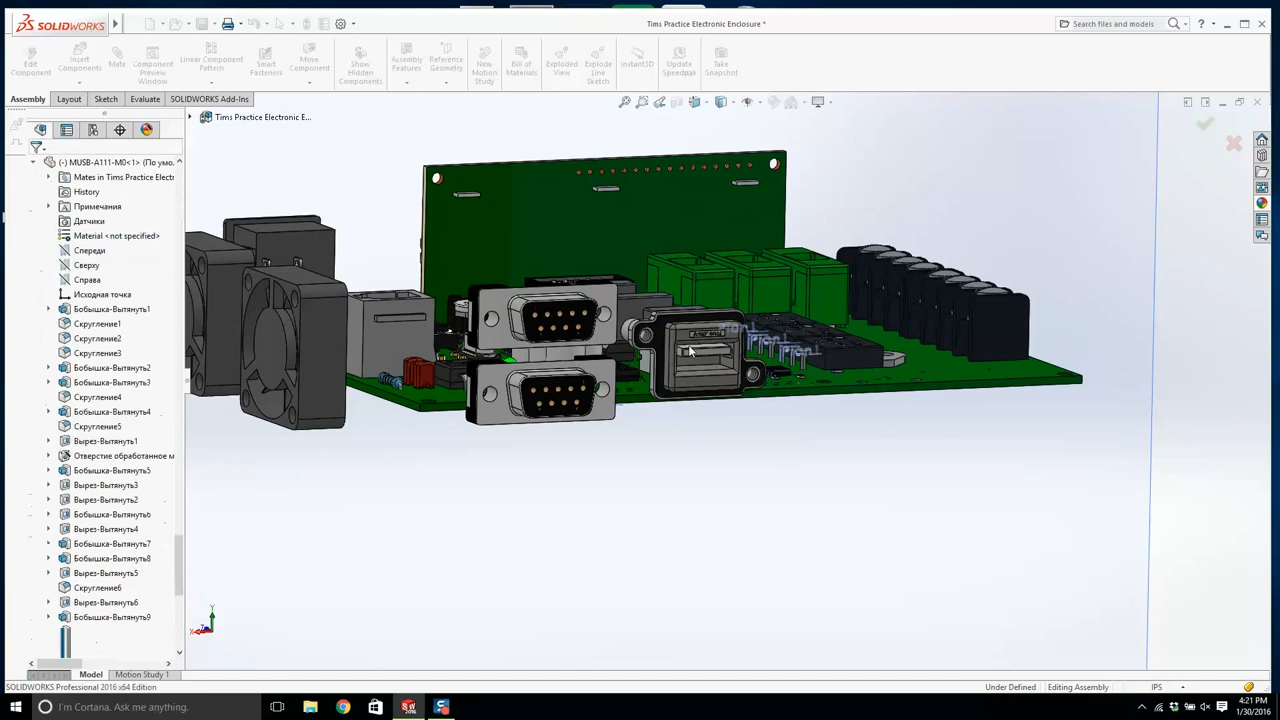 SOLIDWORKS
Tims Practice Electronic Enclosure *
Search files and models
Edit Component
Insert Components
Mate
Component Preview Window
Linear Component Pattern
Smart Fasteners
Move Component
Show Hidden Components
Assembly Features
Reference Geometry
New Motion Study
Bill of Materials
Exploded View
Explode Line Sketch
Instant3D
Update Speedpak
Take Snapshot
Assembly Layout Sketch Evaluate SOLIDWORKS Add-Ins
Tims Practice Electronic E...
(-) MUSB-A111-M0<1> (По умо.
Mates in Tims Practice Electr
History
Примечания
Датчики
Material <not specified>
Спереди
Сверху
Справа
Исходная точка
Бобышка-Вытянуть1
Скругление1
Скругление2
Скругление3
Бобышка-Вытянуть2
Бобышка-Вытянуть3
Скругление4
Бобышка-Вытянуть4
Скругление5
Вырез-Вытянуть1
Отверстие обработанное м
Бобышка-Вытянуть5
Вырез-Вытянуть3
Вырез-Вытянуть2
Бобышка-Вытянуть6
Вырез-Вытянуть4
Бобышка-Вытянуть7
Бобышка-Вытянуть8
Вырез-Вытянуть5
Скругление6
Вырез-Вытянуть6
Бобышка-Вытянуть9
Y
X
Z
Model Motion Study 1
SOLIDWORKS Professional 2016 x64 Edition
Under Defined Editing Assembly IPS
I'm Cortana. Ask me anything.
4:21 PM
1/30/2016